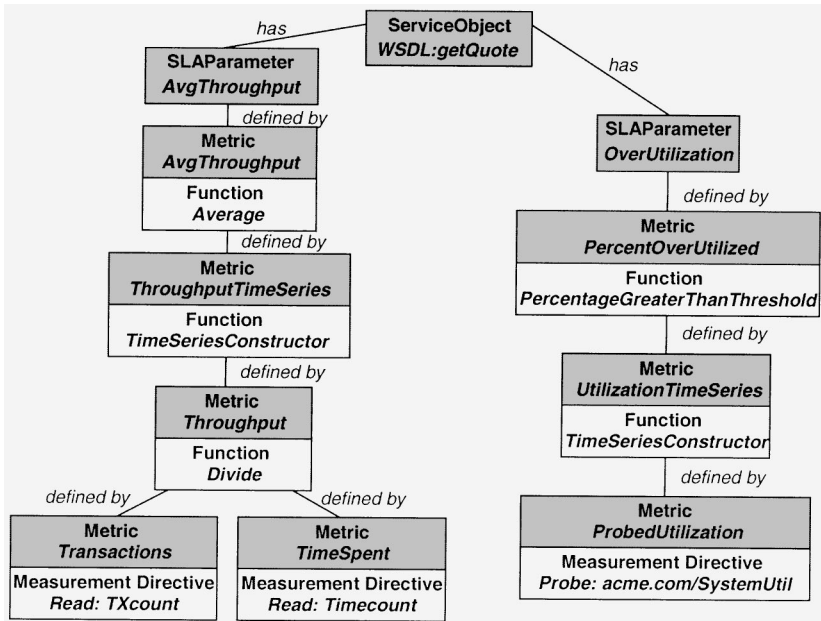 has
ServiceObject
WSDL:getQuote
has
SLAParameter
AvgThroughput
defined by
Metric
AvgThroughput
Function
Average
defined by
Metric
ThroughputTimeSeries
Function
TimeSeriesConstructor
defined by
Metric
Throughput
Function
Divide
defined by
defined by
Metric
Transactions
Measurement Directive
Read: TXcount
Metric
TimeSpent
Measurement Directive
Read: Timecount
SLAParameter
OverUtilization
defined by
Metric
PercentOverUtilized
Function
PercentageGreaterThanThreshold
defined by
Metric
UtilizationTimeSeries
Function
TimeSeriesConstructor
defined by
Metric
ProbedUtilization
Measurement Directive
Probe: acme.com/SystemUtil